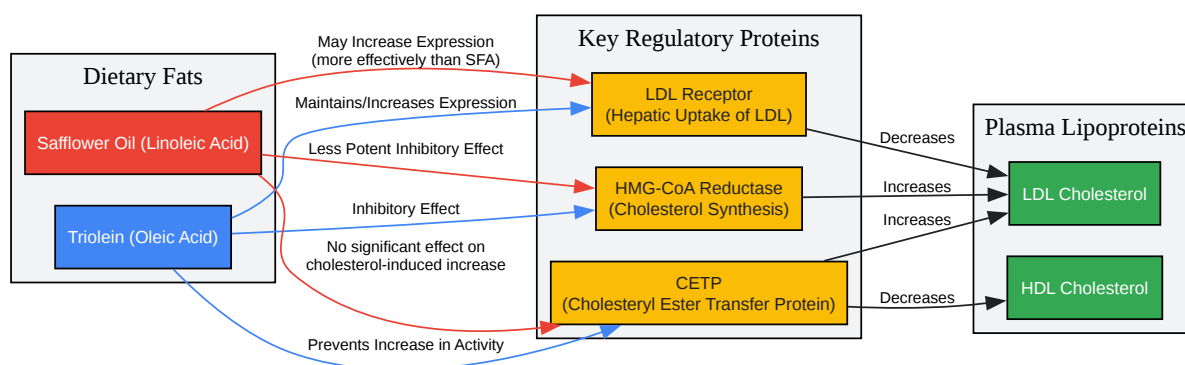 Dietary Fats
Safflower Oil (Linoleic Acid)
Triolein (Oleic Acid)
May Increase Expression
(more effectively than SFA)
Maintains/Increases Expression
Less Potent Inhibitory Effect
Inhibitory Effect
No significant effect on
cholesterol-induced increase
Prevents Increase in Activity
Key Regulatory Proteins
LDL Receptor
(Hepatic Uptake of LDL)
HMG-CoA Reductase
(Cholesterol Synthesis)
CETP
(Cholesteryl Ester Transfer Protein)
Decreases
Increases
Increases
Decreases
Plasma Lipoproteins
LDL Cholesterol
HDL Cholesterol